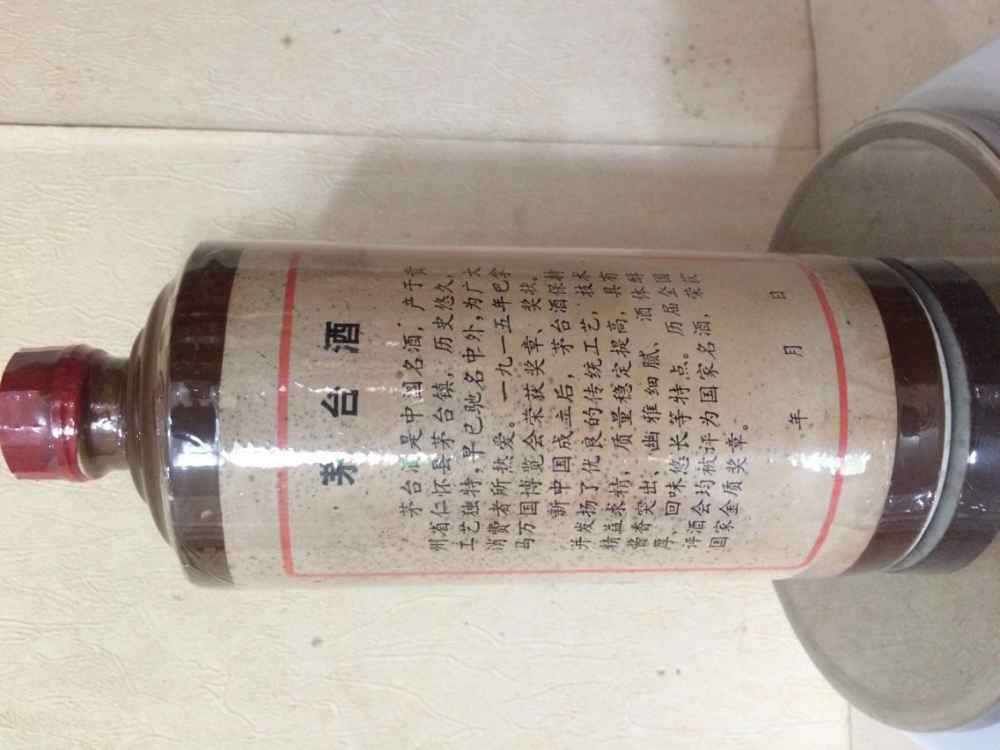 茅台酒
茅台酒是中国名酒，产于贵
州省仁怀县茅台镇，历史悠久，
工艺独特，早已驰名中外，为广大
消费者所热爱。一九一五年巴拿
马万国博览会荣获奖章、奖状。
新中国成立后，茅台酒保持
并发扬了优良的传统工艺，技术
精益求精，质量稳定提高，具有
酱香突出、幽雅细腻、酒体醇
厚、回味悠长等特点。历届全国
评酒会均被评为国家名酒，荣获
国家金质奖章。
年 月 日